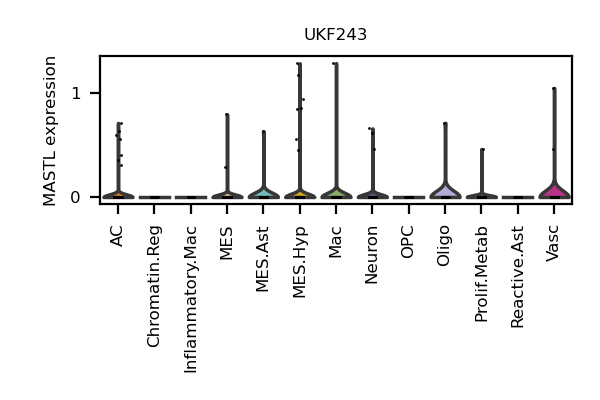 UKF243
MASTL expression
1
0
AC
Chromatin.Reg
Inflammatory.Mac
MES
MES.Ast
MES.Hyp
Mac
Neuron
OPC
Oligo
Prolif.Metab
Reactive.Ast
Vasc